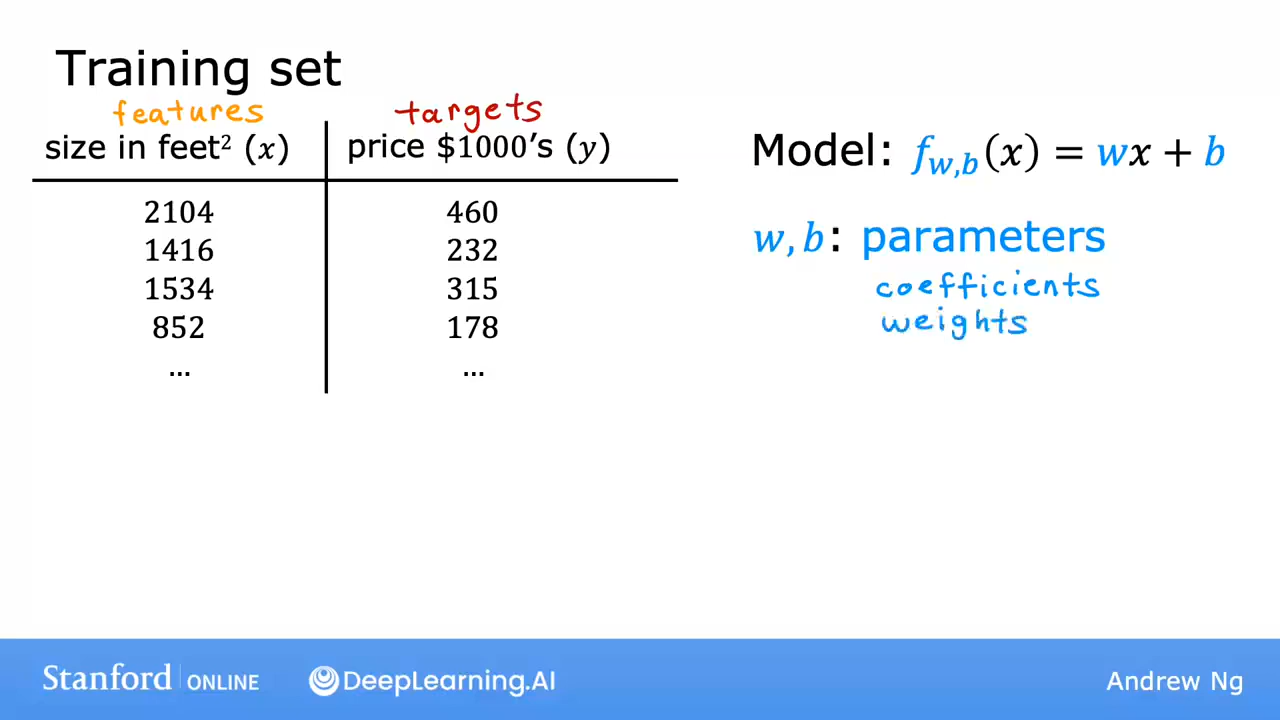 Training set
features targets
size in feet² (x) price $1000’s (y)
2104 460
1416 232
1534 315
852 178
... ...
Model: f_w,b(x) = wx + b
w, b: parameters
coefficients
weights
Stanford ONLINE DeepLearning.AI Andrew Ng